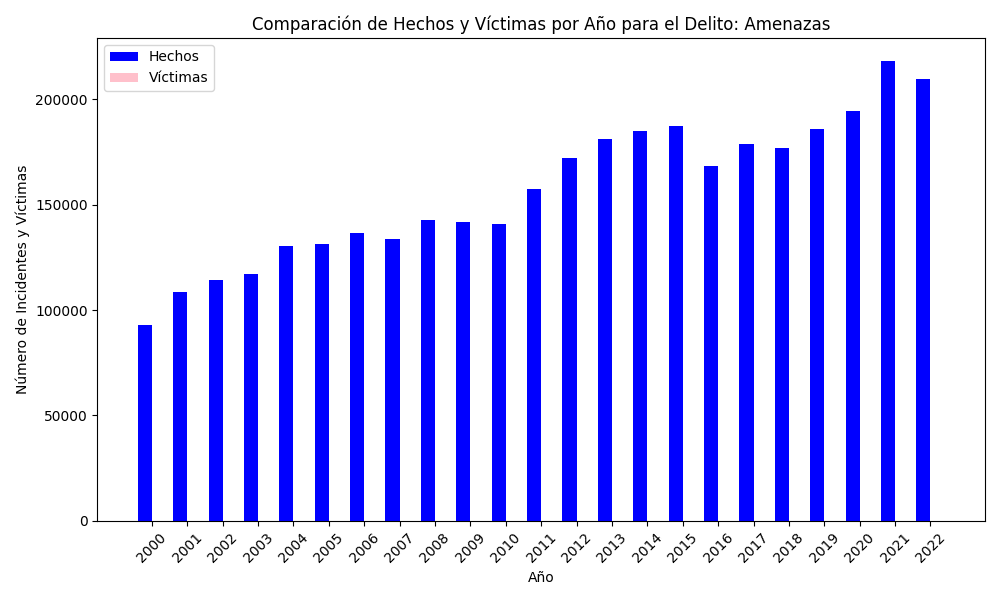 Comparación de Hechos y Víctimas por Año para el Delito: Amenazas
Hechos
Víctimas
Número de Incidentes y Víctimas
200000
150000
100000
50000
0
2000 2001 2002 2003 2004 2005 2006 2007 2008 2009 2010 2011 2012 2013 2014 2015 2016 2017 2018 2019 2020 2021 2022
Año